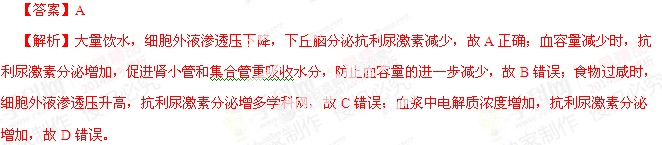 【答案】A
【解析】大量饮水，细胞外液渗透压下降，下丘脑分泌抗利尿激素减少，故 A 正确；血容量减少时，抗
利尿激素分泌增加，促进肾小管和集合管重吸收水分，防止血容量的进一步减少，故 B 错误；食物过咸时，
细胞外液渗透压升高，抗利尿激素分泌增多学科网，故 C 错误；血浆中电解质浓度增加，抗利尿激素分泌
增加，故 D 错误。